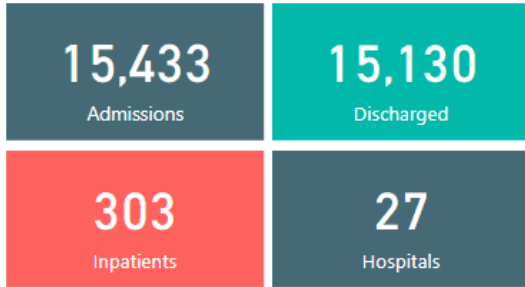 15,433
Admissions
15,130
Discharged
303
Inpatients
27
Hospitals